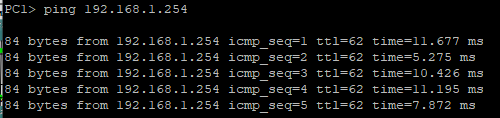 PC1> ping 192.168.1.254
84 bytes from 192.168.1.254 icmp_seq=1 ttl=62 time=11.677 ms
84 bytes from 192.168.1.254 icmp_seq=2 ttl=62 time=5.275 ms
84 bytes from 192.168.1.254 icmp_seq=3 ttl=62 time=10.426 ms
84 bytes from 192.168.1.254 icmp_seq=4 ttl=62 time=11.195 ms
84 bytes from 192.168.1.254 icmp_seq=5 ttl=62 time=7.872 ms